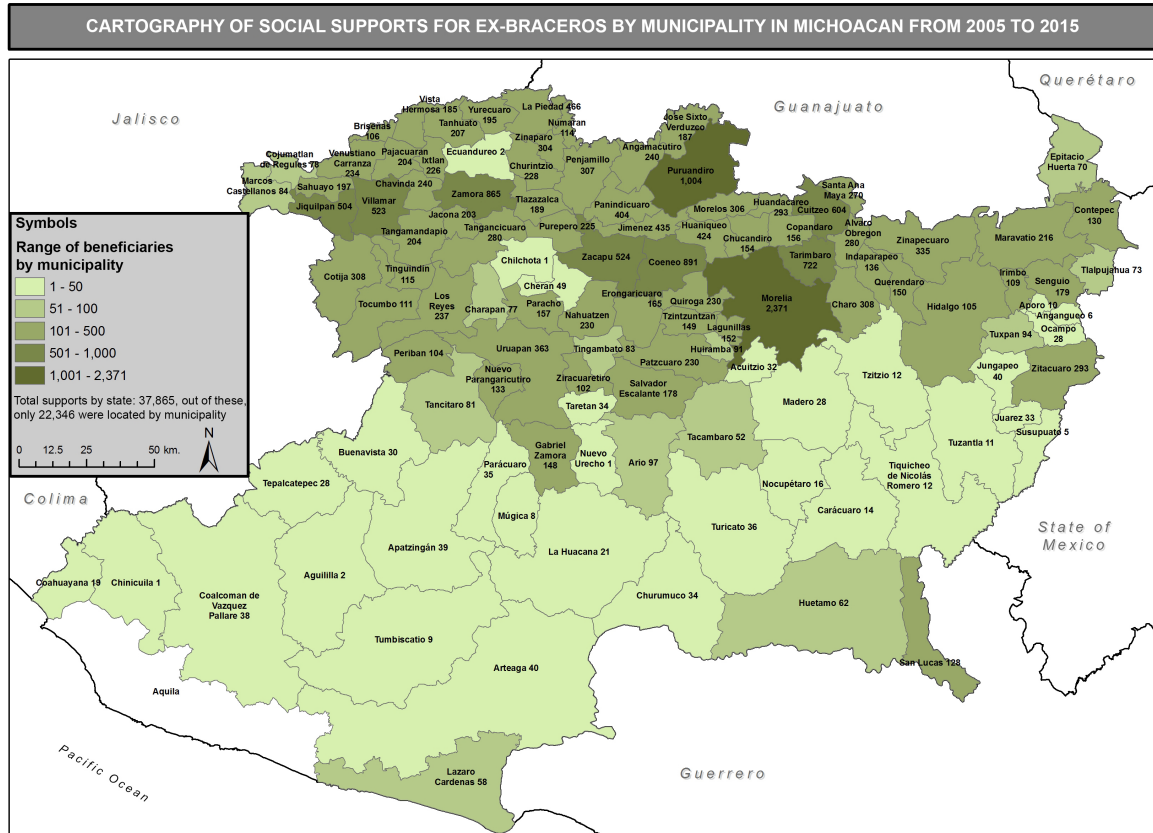 CARTOGRAPHY OF SOCIAL SUPPORTS FOR EX-BRACEROS BY MUNICIPALITY IN MICHOACAN FROM 2005 TO 2015
Querétaro
Jalisco
Guanajuato
Vista
Hermosa 185
Yurecuaro
195
La Piedad 466
Briseñas
106
Tanhuato
207
Numaran
114
Jose Sixto
Verduzco
187
Ecuandureo 2
Zinaparo
304
Angamacutiro
240
Cojumatlan
de Regules 78
Venustiano
Carranza
234
Pajacuaran
204
Ixtlan
226
Churintzio
228
Penjamillo
307
Puruandiro
1,004
Epitacio
Huerta 70
Marcos
Castellanos 84
Sahuayo 197
Chavinda 240
Zamora 865
Santa Ana
Maya 270
Jiquilpan 504
Villamar
523
Tlazazalca
189
Panindicuaro
404
Morelos 306
Huandacareo
293
Cuitzeo 604
Contepec
130
Jacona 203
Tangamandapio
204
Tangancicuaro
280
Purepero 225
Jimenez 435
Huaniqueo
424
Chucandiro
154
Copandaro
156
Alvaro
Obregon
280
Zinapecuaro
335
Maravatio 216
Symbols
Range of beneficiaries
by municipality
1 - 50
51 - 100
101 - 500
501 - 1,000
1,001 - 2,371
Total supports by state: 37,865, out of these,
only 22,346 were located by municipality
N
0 12.5 25 50 km.
Chilchota 1
Zacapu 524
Coeneo 891
Tarimbaro
722
Indaparapeo
136
Tlalpujahua 73
Cotija 308
Tinguindin
115
Cheran 49
Erongaricuaro
165
Quiroga 230
Morelia
2,371
Querendaro
150
Irimbo
109
Senguio
179
Tocumbo 111
Los
Reyes
237
Charapan 77
Paracho
157
Nahuatzen
230
Tzintzuntzan
149
Charo 308
Hidalgo 105
Aporo 10
Angangueo 6
Ocampo
28
Lagunillas
152
Tuxpan 94
Periban 104
Uruapan 363
Tingambato 83
Huiramba 91
Patzcuaro 230
Acuitzio 32
Tzitzio 12
Jungapeo
40
Zitacuaro 293
Nuevo
Parangaricutiro
133
Ziracuaretiro
102
Salvador
Escalante 178
Tancitaro 81
Taretan 34
Madero 28
Juarez 33
Susupuato 5
Tacambaro 52
Tuzantla 11
Buenavista 30
Parácuaro
35
Gabriel
Zamora
148
Nuevo
Urecho 1
Ario 97
Tiquicheo
de Nicolás
Romero 12
Tepalcatepec 28
Nocupétaro 16
Colima
Múgica 8
Turicato 36
Carácuaro 14
State of
Mexico
Apatzingán 39
La Huacana 21
Coahuayana 19
Chinicuila 1
Aguililla 2
Coalcoman de
Vazquez
Pallare 38
Churumuco 34
Huetamo 62
Tumbiscatio 9
Arteaga 40
San Lucas 128
Aquila
Pacific Ocean
Lazaro
Cardenas 58
Guerrero